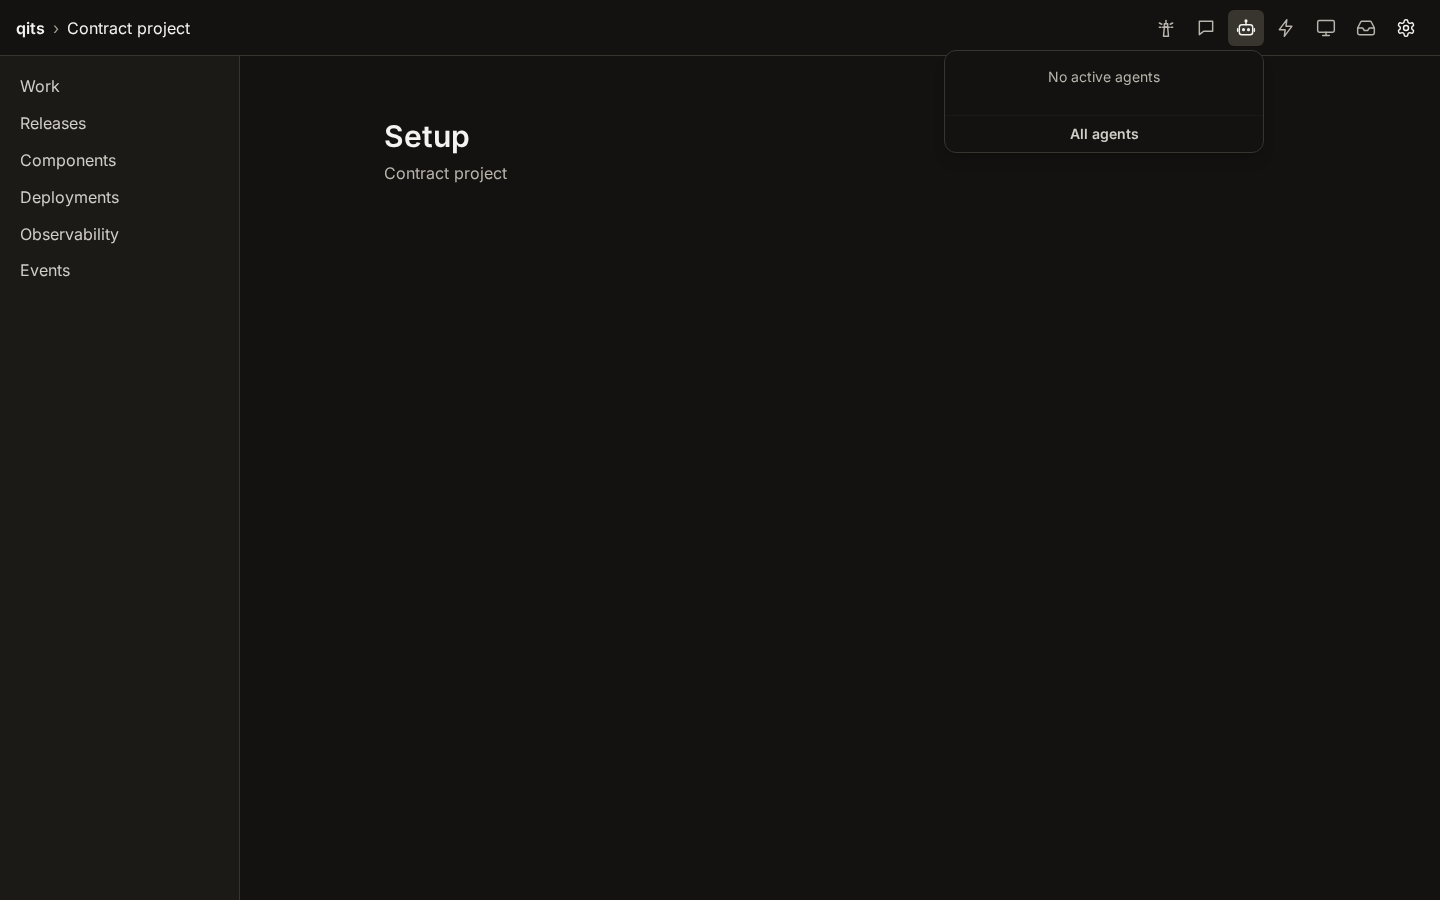 qits › Contract project
No active agents
All agents
Work
Releases
Components
Deployments
Observability
Events
Setup
Contract project